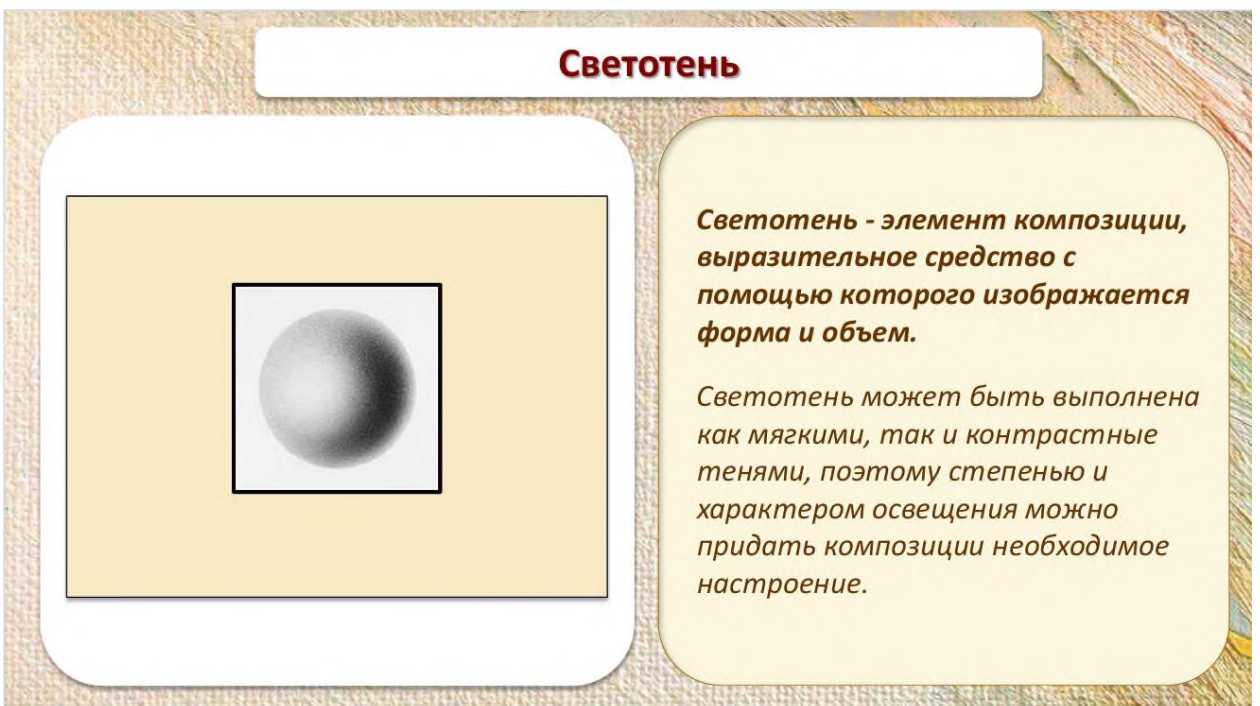 Светотень
Светотень - элемент композиции,
выразительное средство с
помощью которого изображается
форма и объем.
Светотень может быть выполнена
как мягкими, так и контрастные
тенями, поэтому степенью и
характером освещения можно
придать композиции необходимое
настроение.